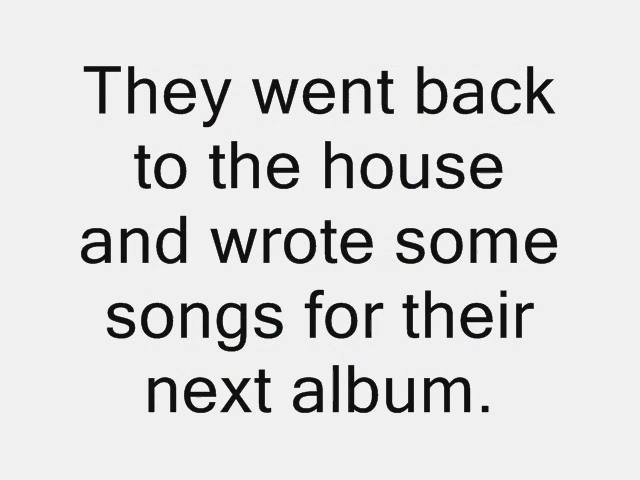 They went back
to the house
and wrote some
songs for their
next album.